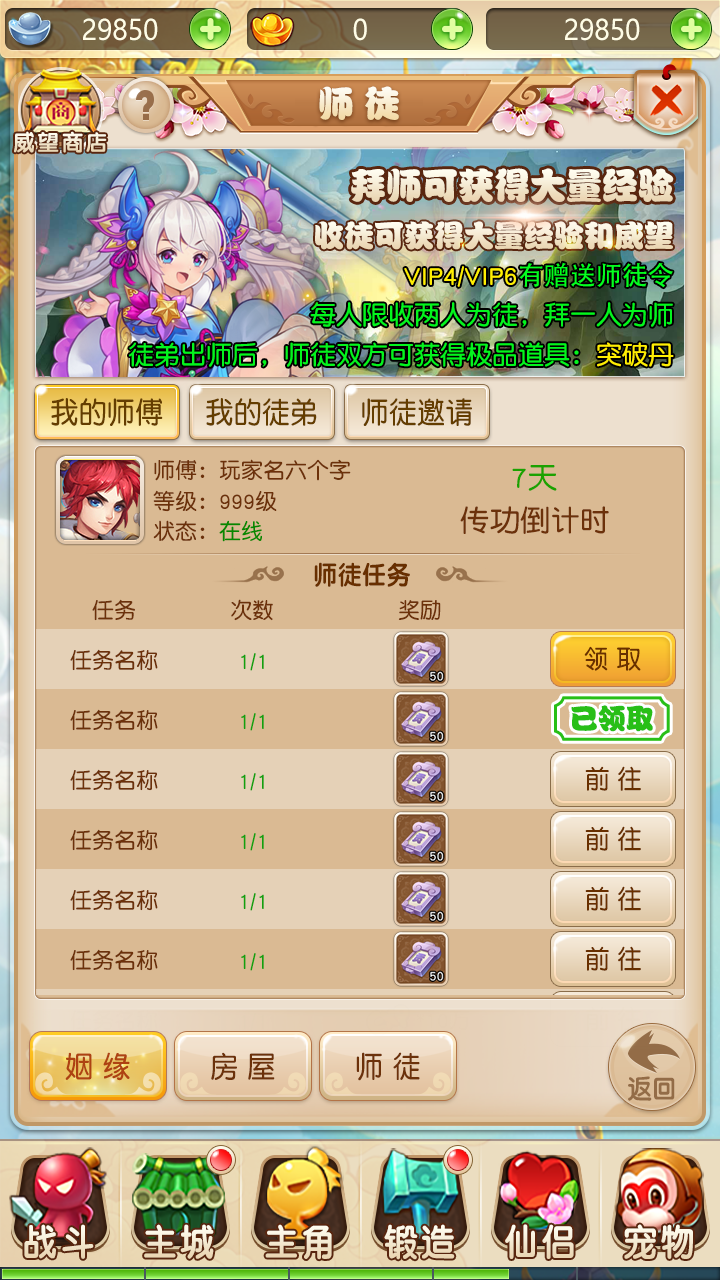 29850
0
29850
商
威望商店
?
师徒
拜师可获得大量经验
收徒可获得大量经验和威望
VIP4/VIP6有赠送师徒令
每人限收两人为徒，拜一人为师
徒弟出师后，师徒双方可获得极品道具：突破丹
我的师傅 我的徒弟 师徒邀请
师傅：玩家名六个字
等级：999级
状态：在线
7天
传功倒计时
师徒任务
任务 次数 奖励
任务名称 1/1 50 领取
任务名称 1/1 50 已领取
任务名称 1/1 50 前往
任务名称 1/1 50 前往
任务名称 1/1 50 前往
任务名称 1/1 50 前往
姻缘 房屋 师徒 返回
战斗 主城 主角 锻造 仙侣 宠物